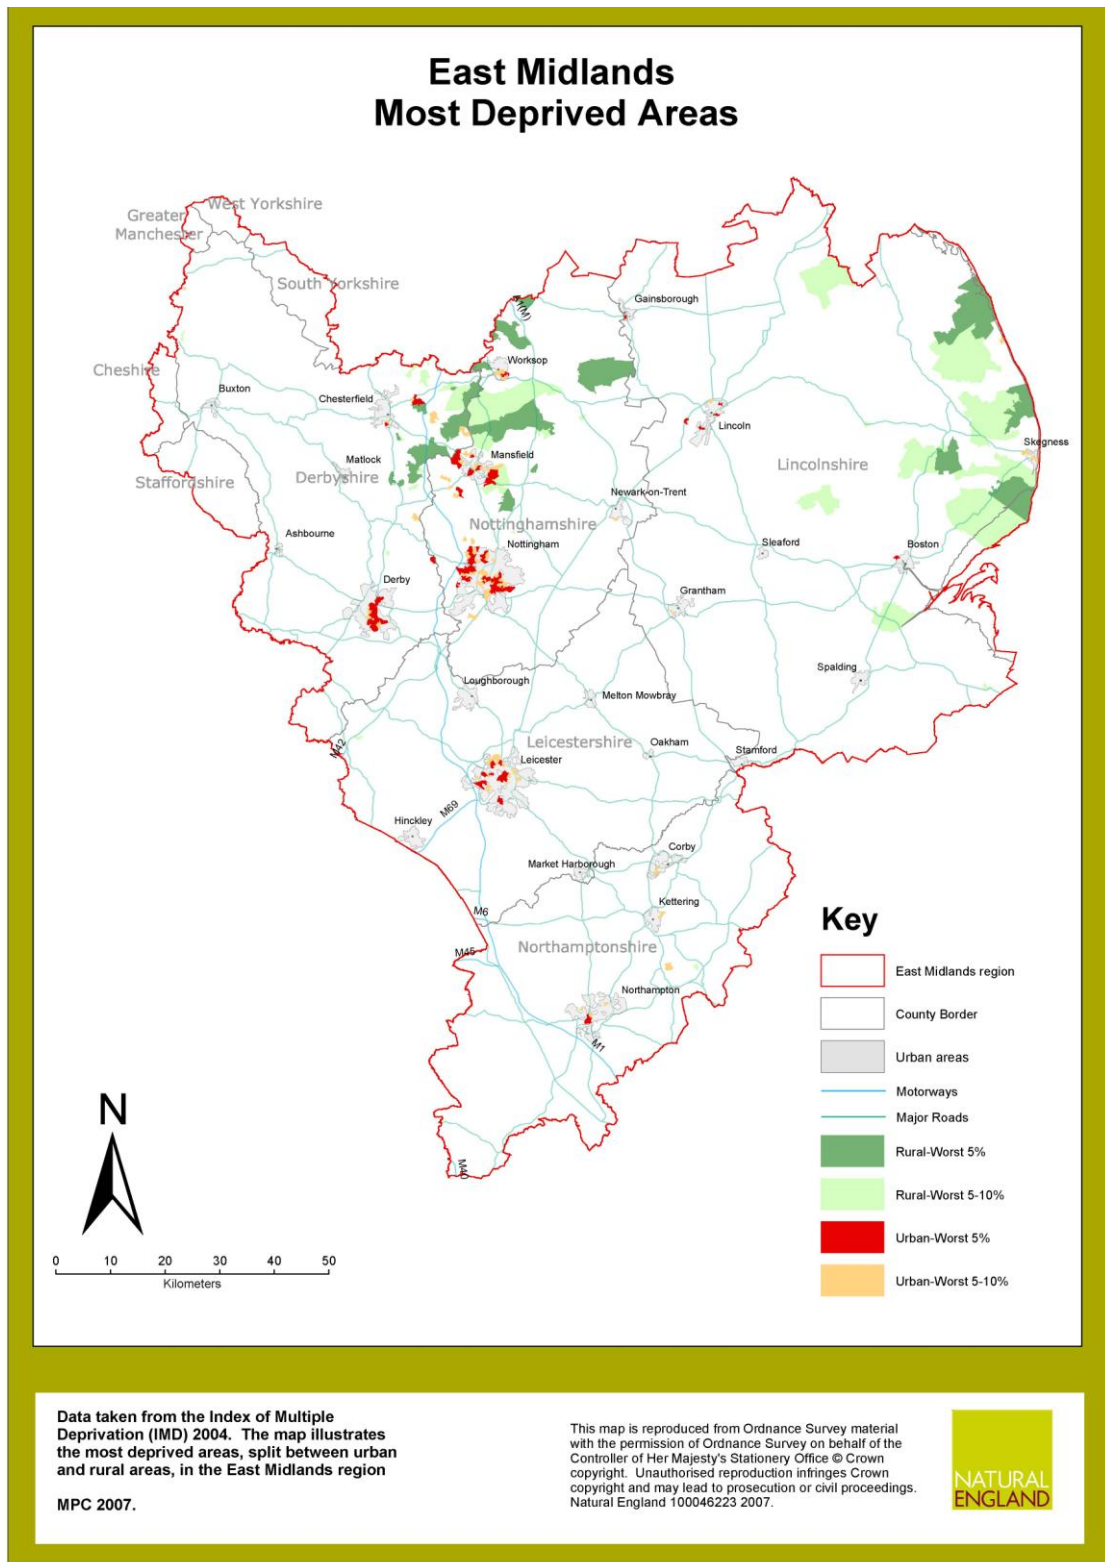 East Midlands
Most Deprived Areas
West Yorkshire
Greater
Manchester
South Yorkshire
A1(M)
Gainsborough
Worksop
Cheshire
Buxton
Chesterfield
Lincoln
Skegness
Matlock
Mansfield
Lincolnshire
Staffordshire
Derbyshire
Newark-on-Trent
Nottinghamshire
Ashbourne
Nottingham
Sleaford
Boston
Derby
Grantham
Spalding
Loughborough
Melton Mowbray
M42
Leicestershire
Oakham
Stamford
Leicester
M69
Hinckley
Corby
Market Harborough
Kettering
M6
Northamptonshire
M45
Northampton
M1
M40
Key
East Midlands region
County Border
Urban areas
Motorways
Major Roads
Rural-Worst 5%
Rural-Worst 5-10%
Urban-Worst 5%
Urban-Worst 5-10%
N
0 10 20 30 40 50
Kilometers
Data taken from the Index of Multiple
Deprivation (IMD) 2004. The map illustrates
the most deprived areas, split between urban
and rural areas, in the East Midlands region
MPC 2007.
This map is reproduced from Ordnance Survey material
with the permission of Ordnance Survey on behalf of the
Controller of Her Majesty's Stationery Office © Crown
copyright. Unauthorised reproduction infringes Crown
copyright and may lead to prosecution or civil proceedings.
Natural England 100046223 2007.
NATURAL
ENGLAND